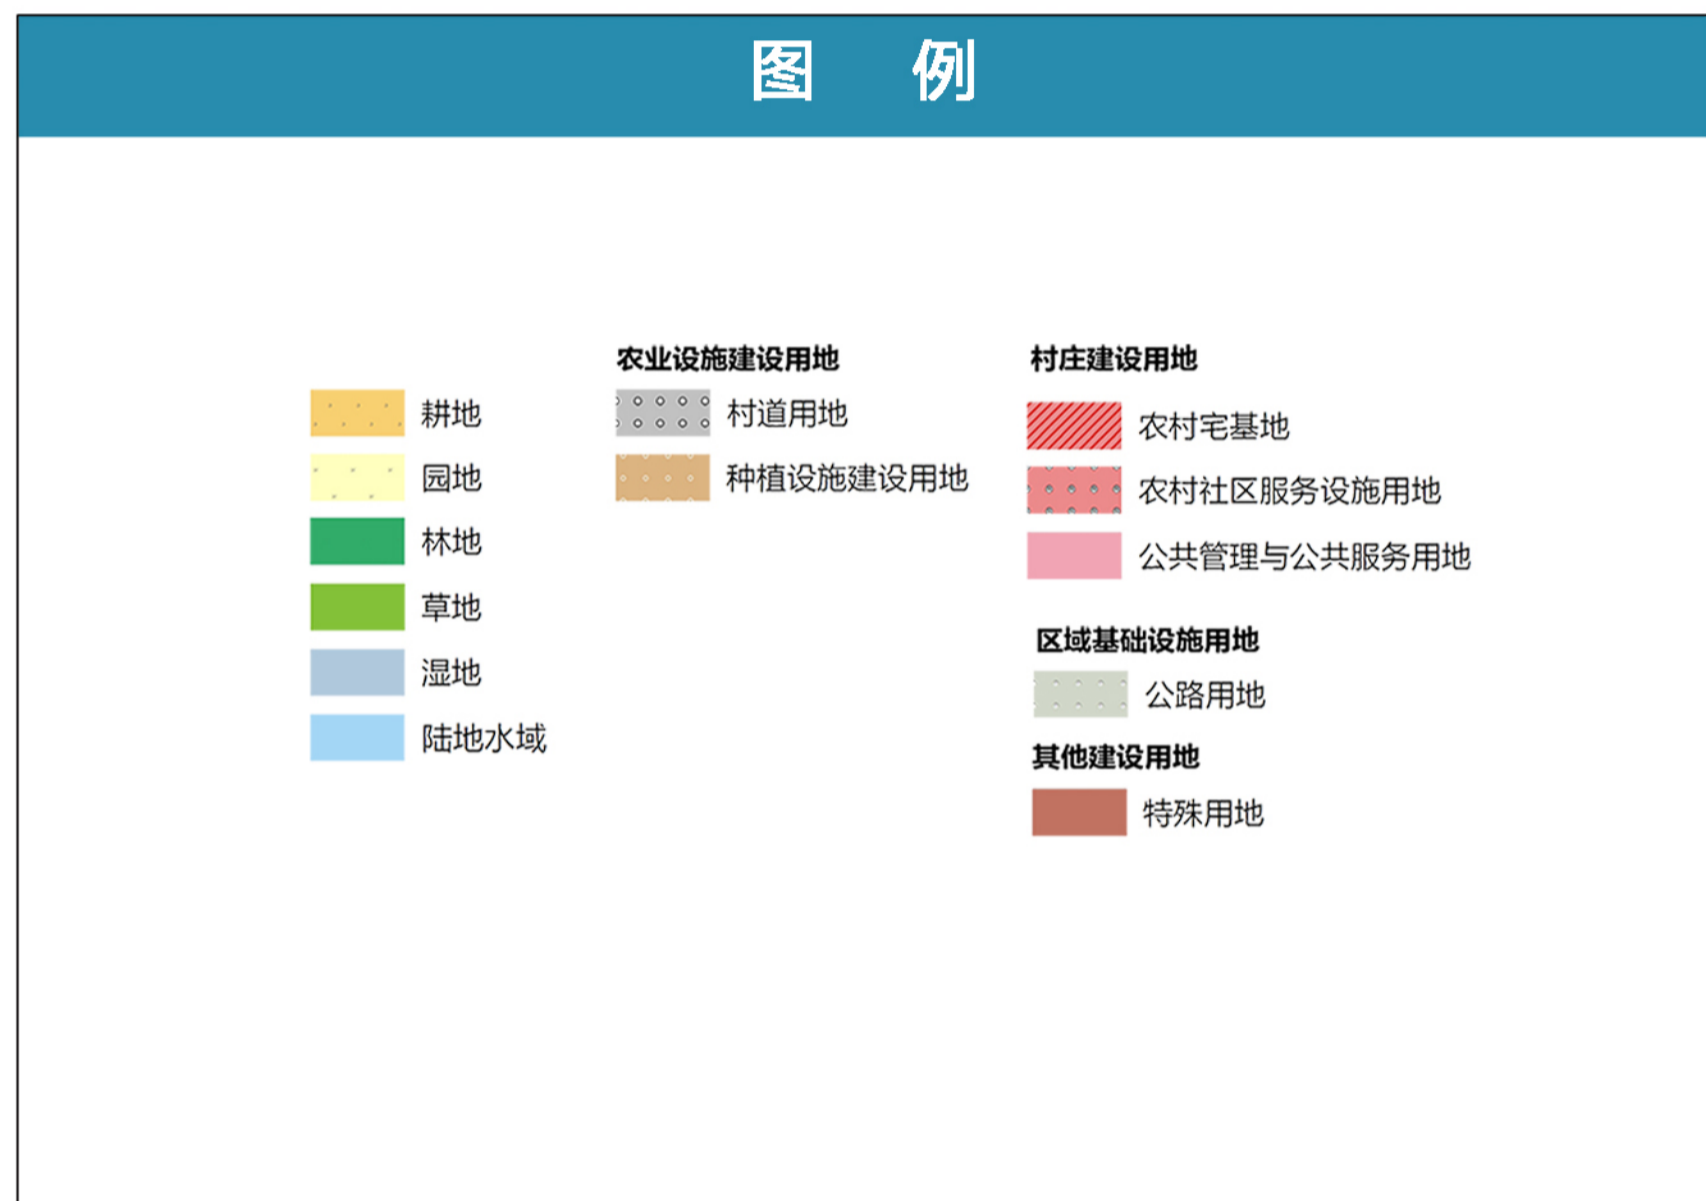 图 例
耕地
园地
林地
草地
湿地
陆地水域
农业设施建设用地
村道用地
种植设施建设用地
村庄建设用地
农村宅基地
农村社区服务设施用地
公共管理与公共服务用地
区域基础设施用地
公路用地
其他建设用地
特殊用地